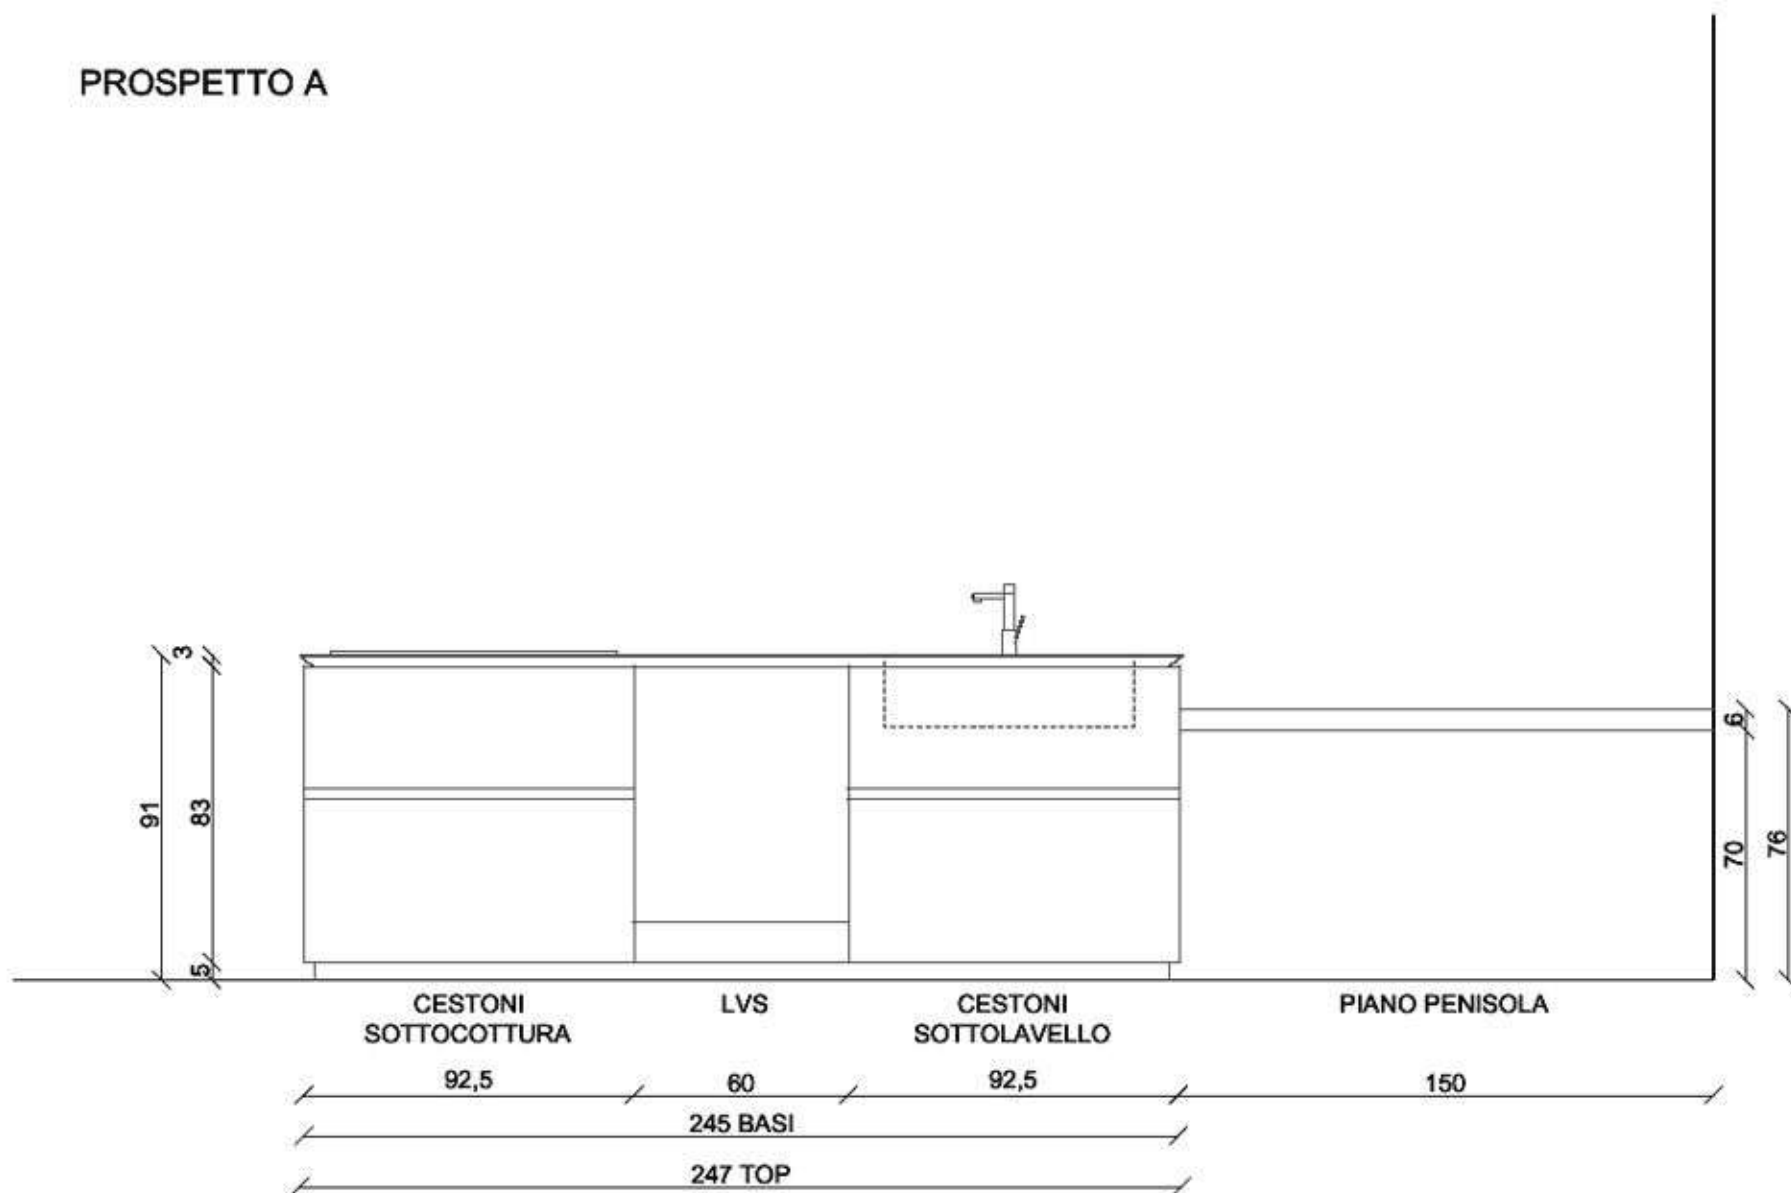 PROSPETTO A
3
91
83
5
6
70
76
CESTONI
SOTTOCOTTURA
LVS
CESTONI
SOTTOLAVELLO
PIANO PENISOLA
92,5
60
92,5
150
245 BASI
247 TOP